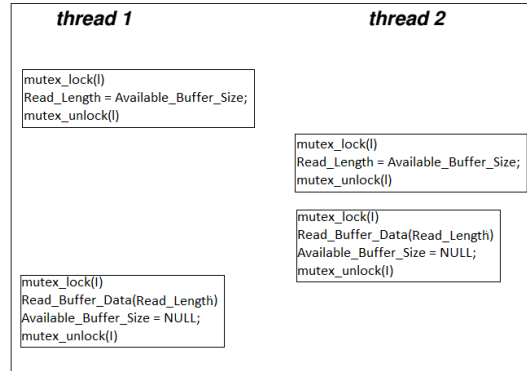 thread 1
thread 2
mutex_lock(l)
Read_Length = Available_Buffer_Size;
mutex_unlock(l)
mutex_lock(l)
Read_Length = Available_Buffer_Size;
mutex_unlock(l)
mutex_lock(I)
Read_Buffer_Data(Read_Length)
Available_Buffer_Size = NULL;
mutex_unlock(I)
mutex_lock(I)
Read_Buffer_Data(Read_Length)
Available_Buffer_Size = NULL;
mutex_unlock(I)